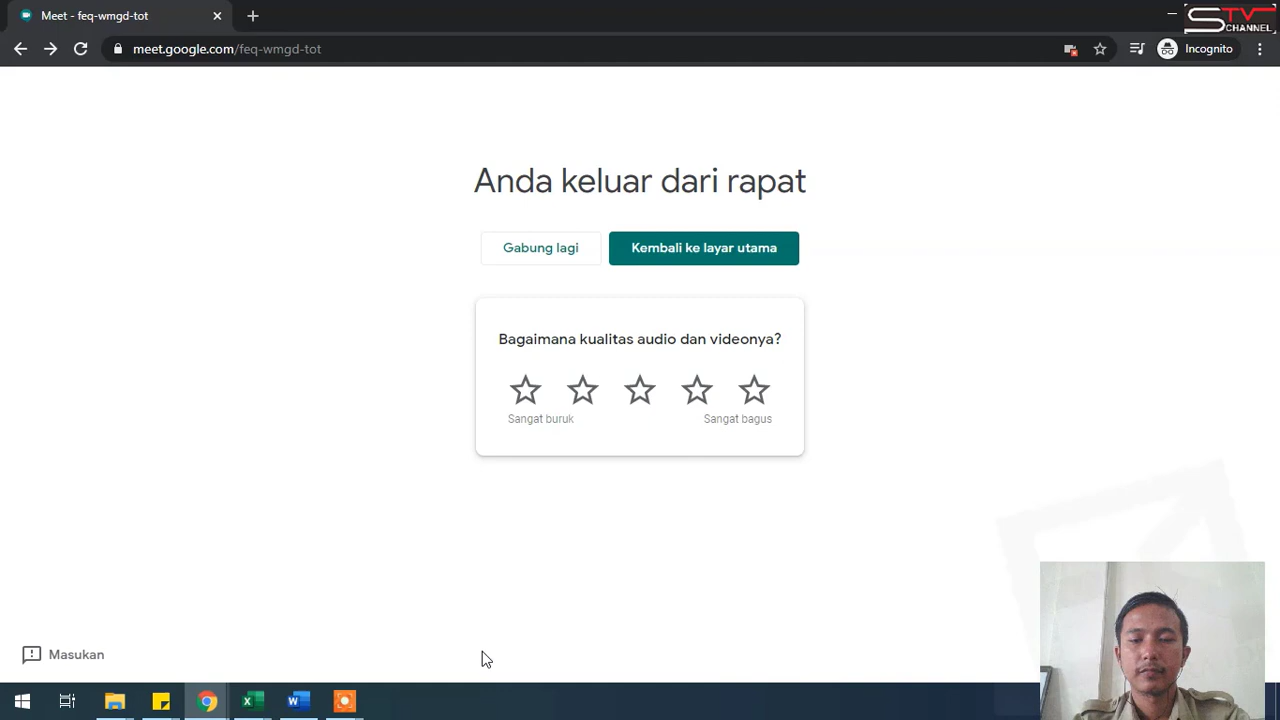 Meet - feq-wmgd-tot
STV CHANNEL
meet.google.com/feq-wmgd-tot
Incognito
Anda keluar dari rapat
Gabung lagi
Kembali ke layar utama
Bagaimana kualitas audio dan videonya?
Sangat buruk
Sangat bagus
Masukan